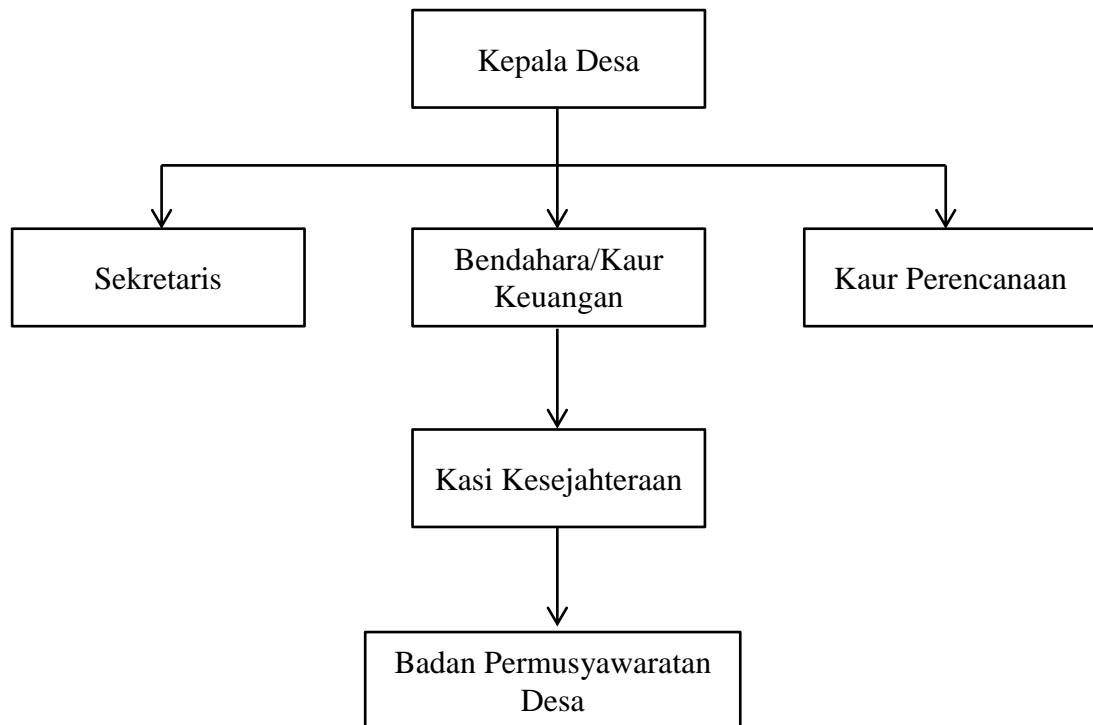 Kepala Desa
Sekretaris
Bendahara/Kaur
Keuangan
Kaur Perencanaan
Kasi Kesejahteraan
Badan Permusyawaratan
Desa